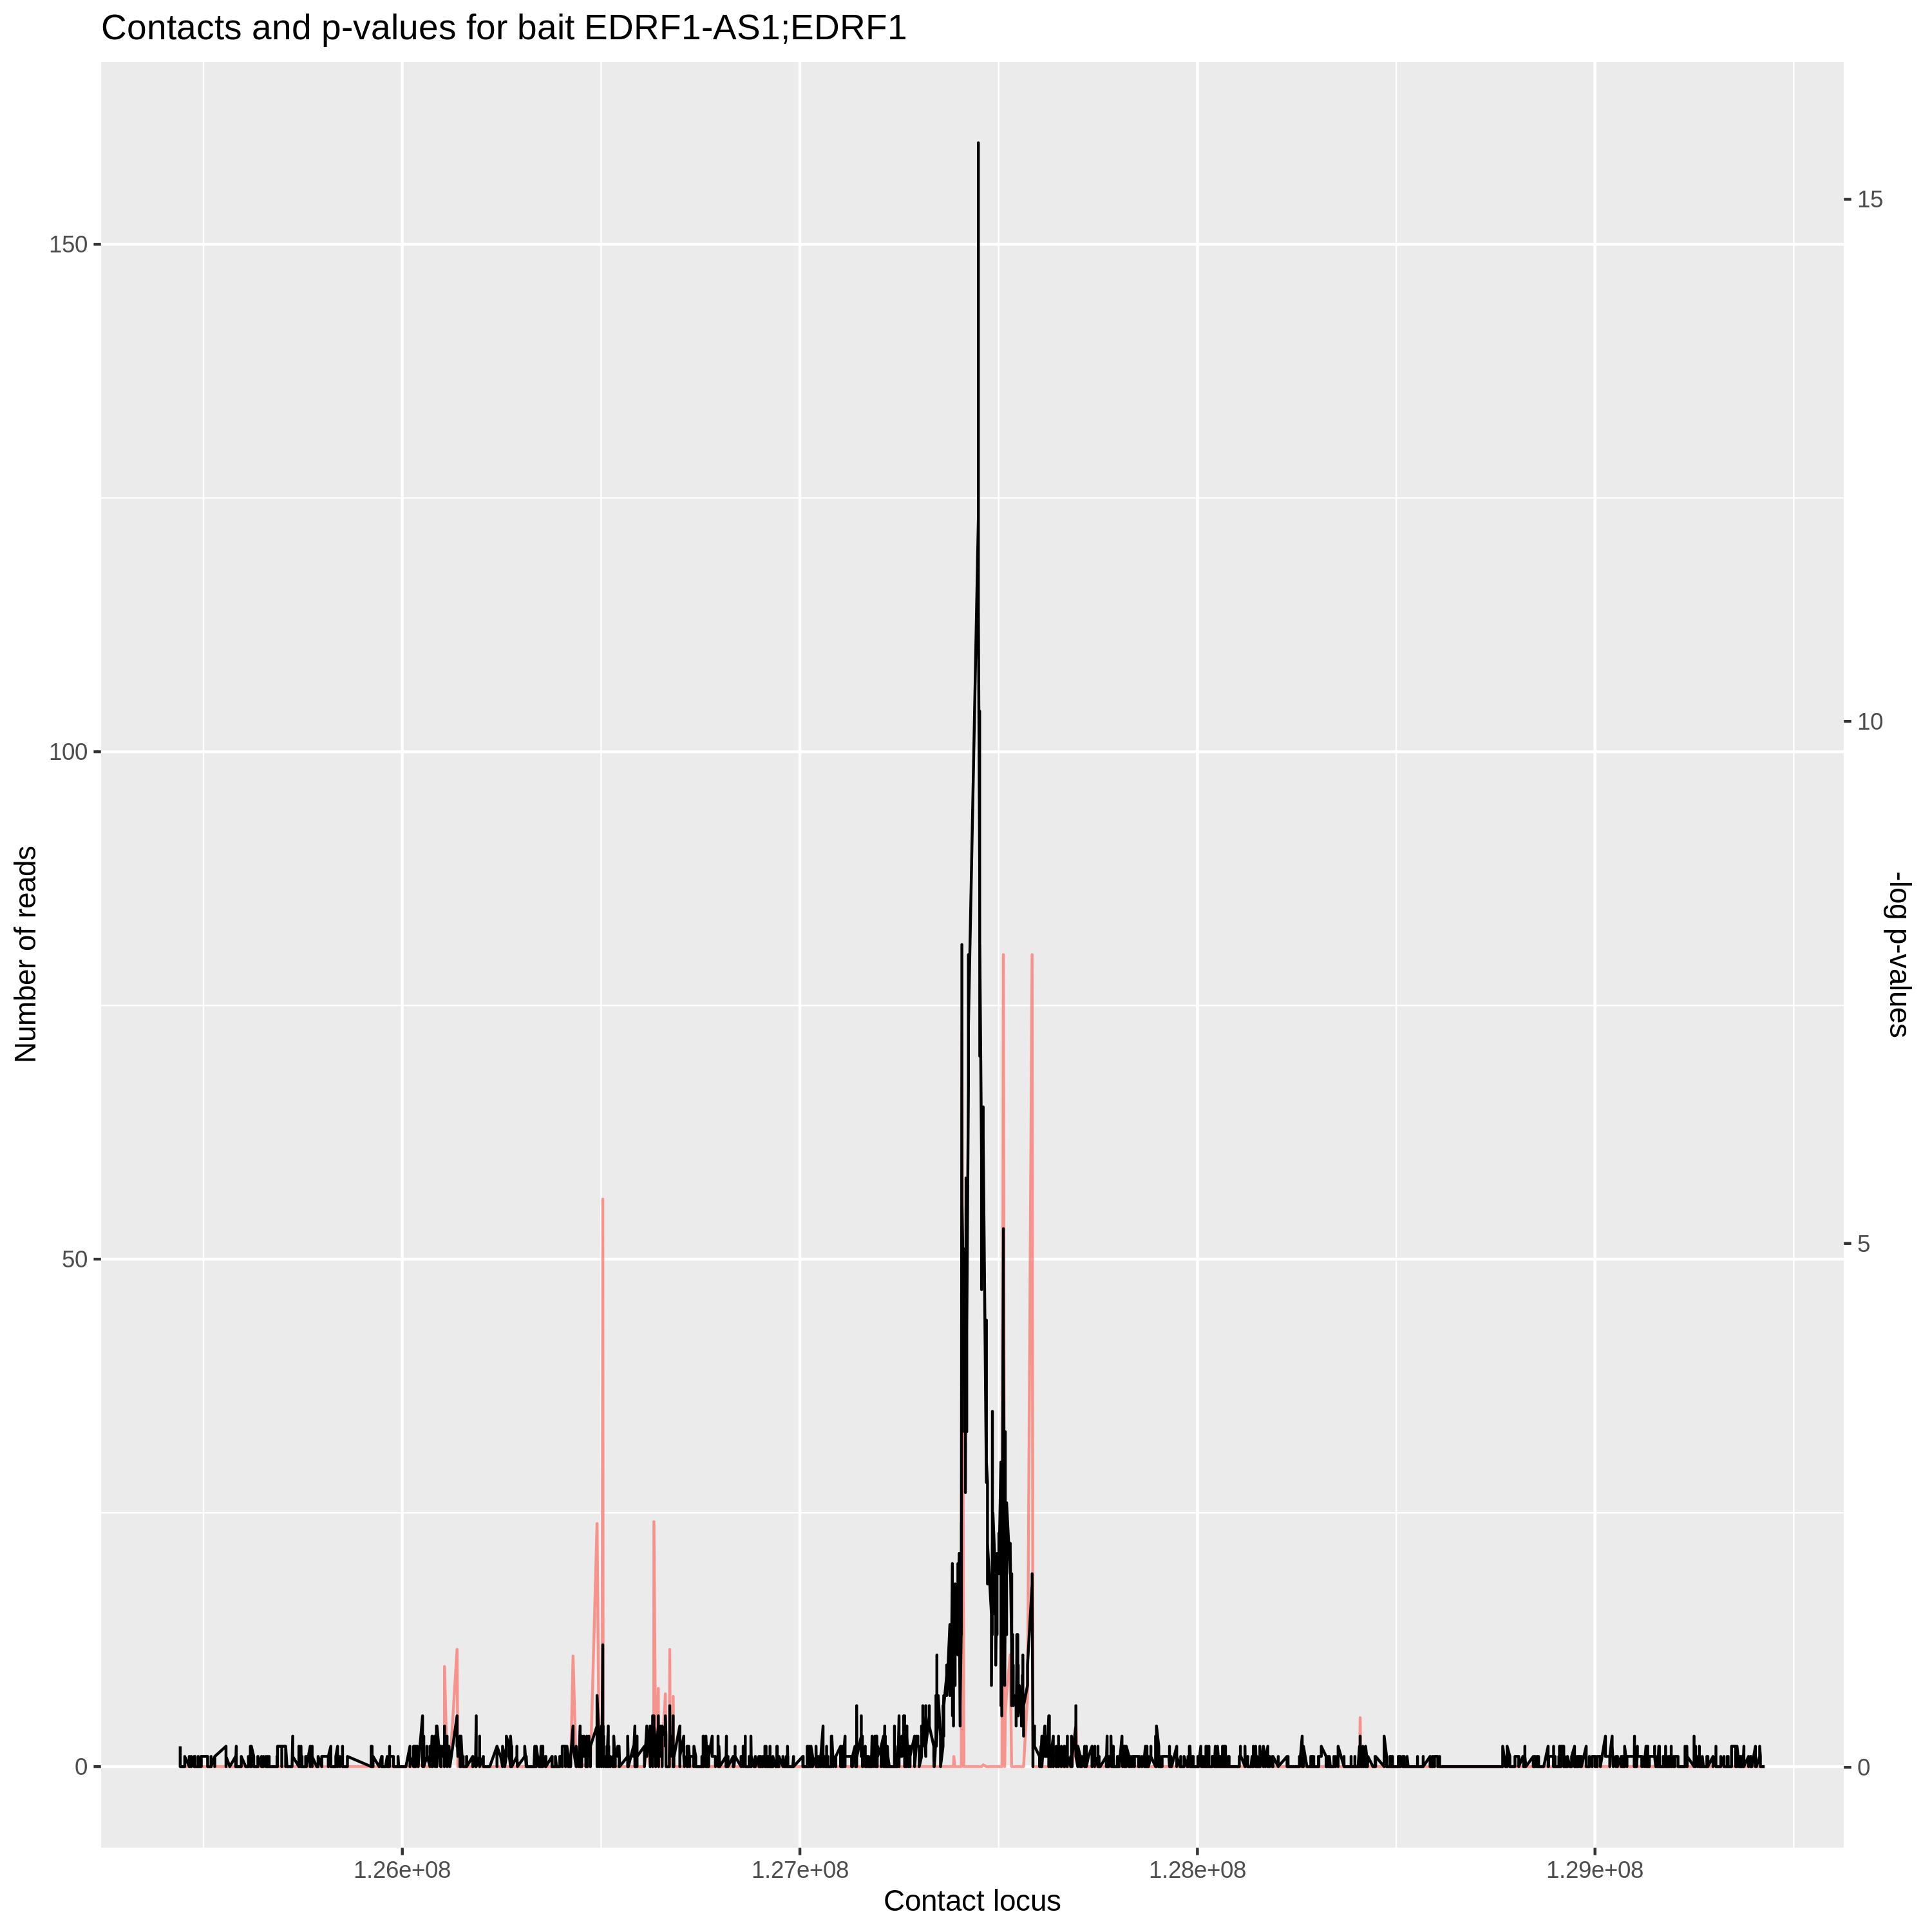 Contacts and p-values for bait EDRF1-AS1;EDRF1
150
100
50
0
Number of reads
15
10
5
0
-log p-values
1.26e+08
1.27e+08
1.28e+08
1.29e+08
Contact locus